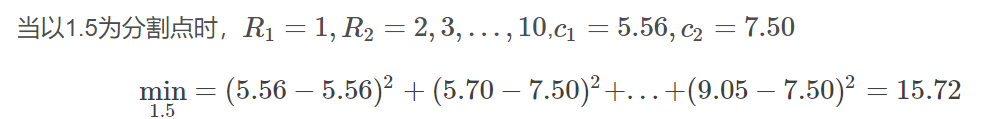 当以1.5为分割点时，R₁ = 1, R₂ = 2, 3, . . . , 10,c₁ = 5.56, c₂ = 7.50
min = (5.56 − 5.56)² + (5.70 − 7.50)²+. . . +(9.05 − 7.50)² = 15.72
1.5